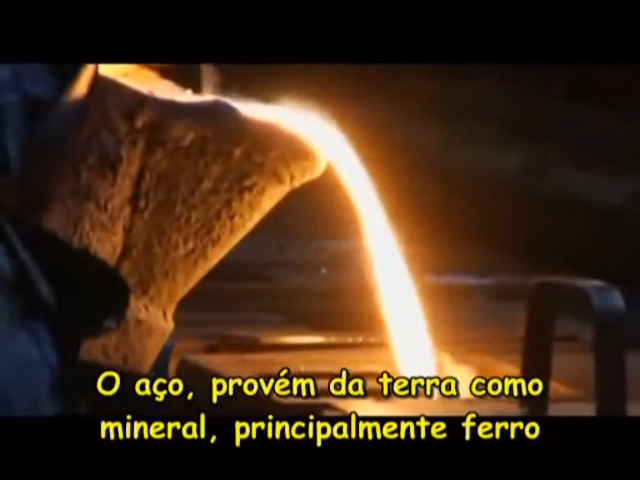 O aço, provém da terra como
mineral, principalmente ferro